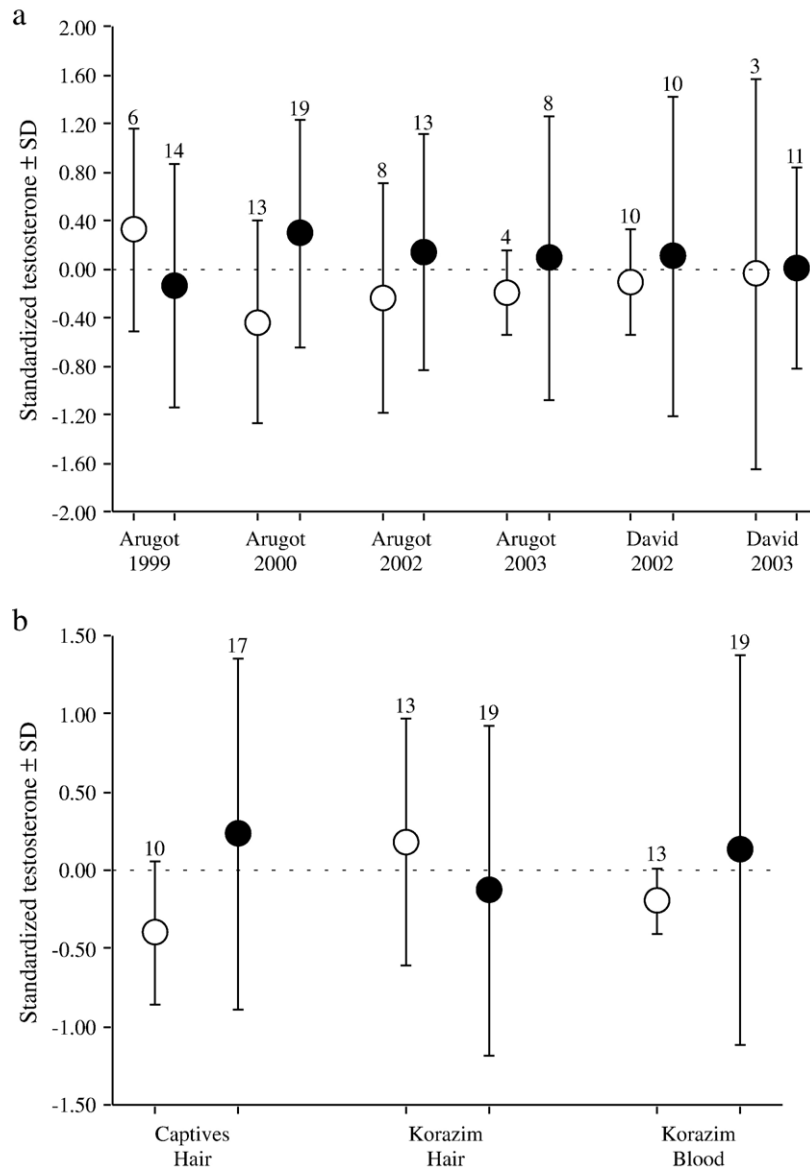 a
Standardized testosterone ± SD
2.00
1.60
1.20
0.80
0.40
0.00
-0.40
-0.80
-1.20
-1.60
-2.00
6 14 13 19 8 13 4 8 10 10 3 11
Arugot Arugot Arugot Arugot David David
1999 2000 2002 2003 2002 2003
b
Standardized testosterone ± SD
1.50
1.00
0.50
0.00
-0.50
-1.00
-1.50
10 17 13 19 13 19
Captives Korazim Korazim
Hair Hair Blood